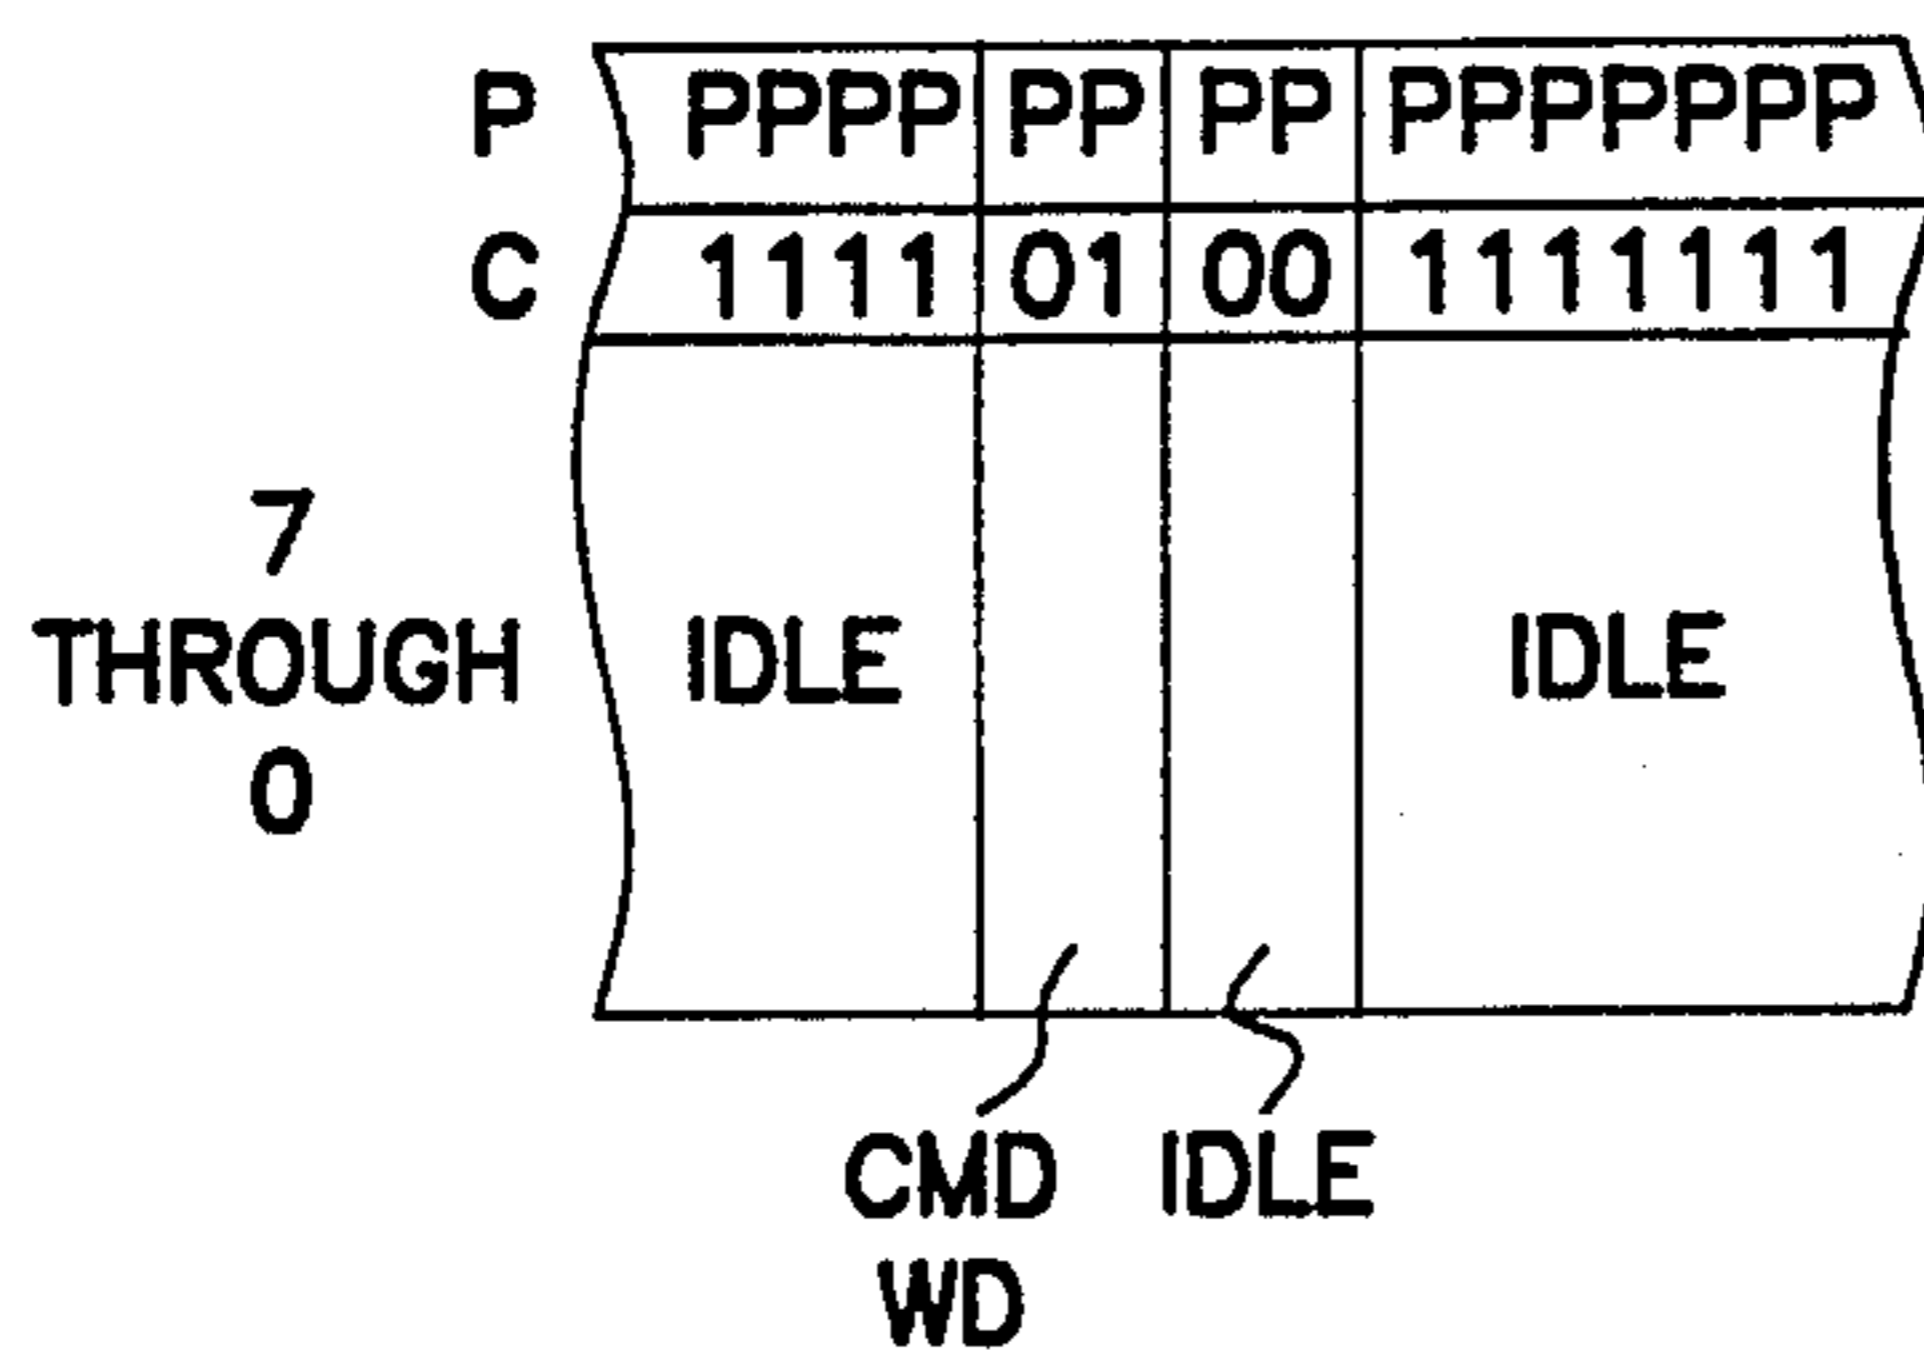 P PPPP PP PP PPPPPPP
C 1111 01 00 1111111
7
THROUGH
0
IDLE
IDLE
CMD
WD
IDLE